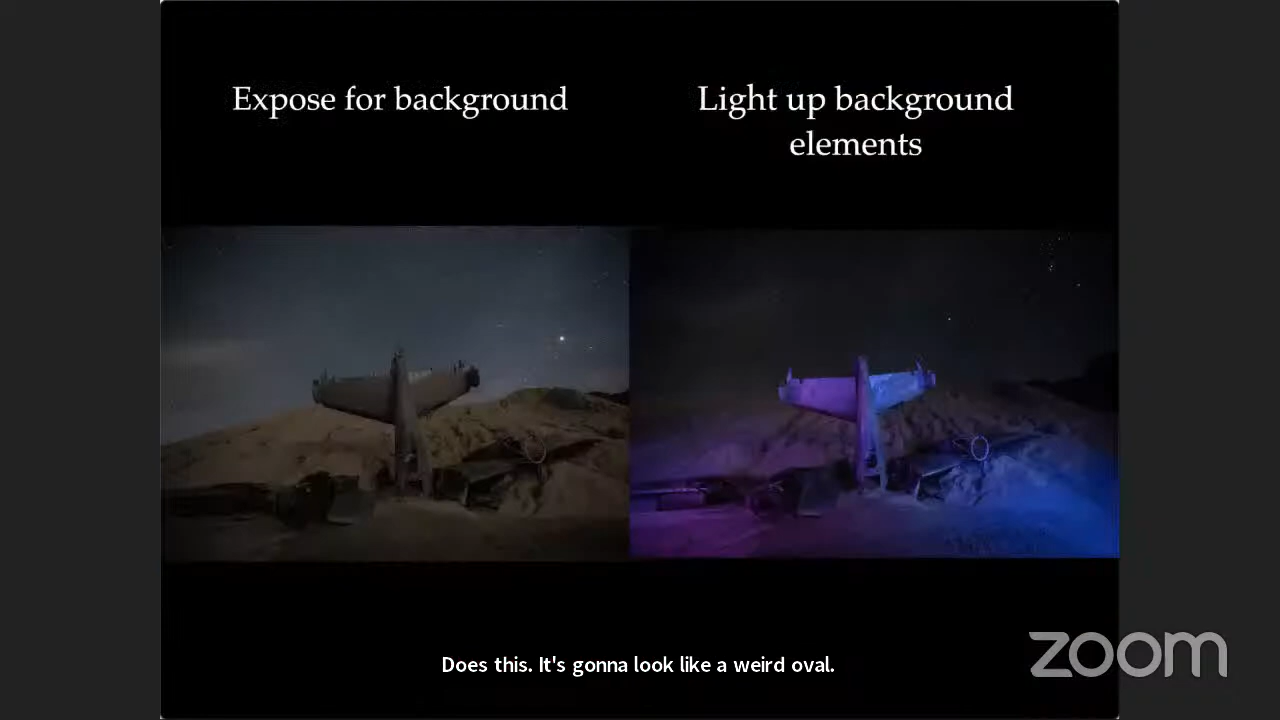 Expose for background
Light up background
elements
Does this. It's gonna look like a weird oval.
zoom